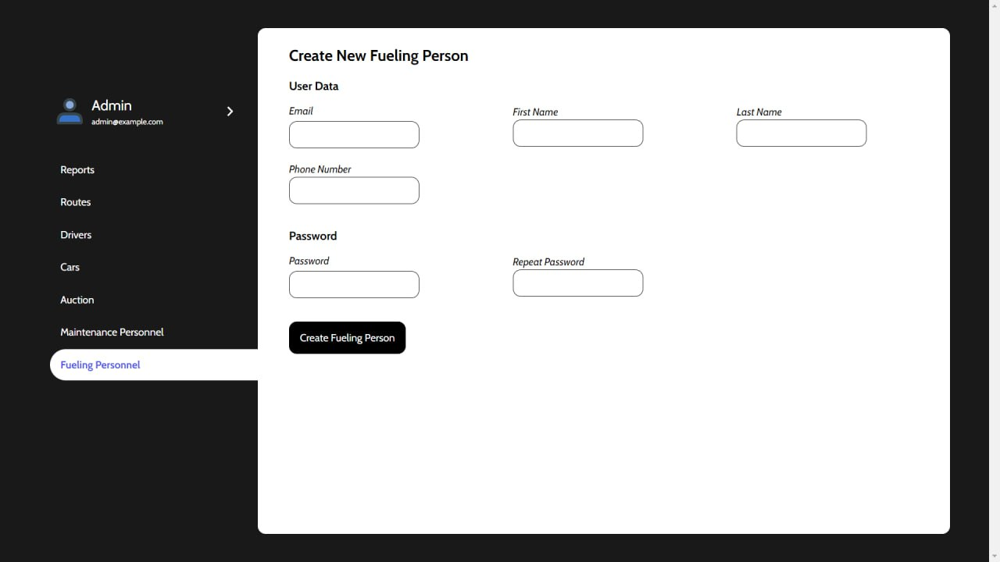 Admin
admin@example.com
Reports
Routes
Drivers
Cars
Auction
Maintenance Personnel
Fueling Personnel
Create New Fueling Person
User Data
Email
First Name
Last Name
Phone Number
Password
Password
Repeat Password
Create Fueling Person